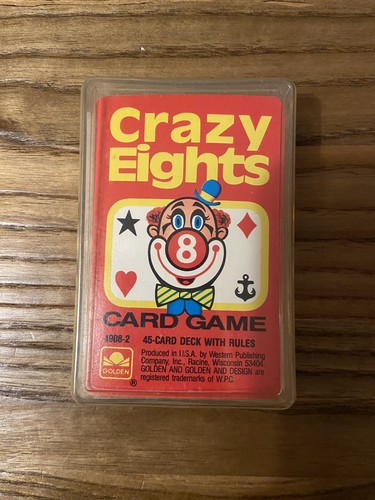 Crazy
Eights
8
CARD GAME
4908-2 45-CARD DECK WITH RULES
Produced in U.S.A. by Western Publishing
Company, Inc., Racine, Wisconsin 53404.
GOLDEN AND GOLDEN AND DESIGN are
registered trademarks of W.P.C.
GOLDEN
®